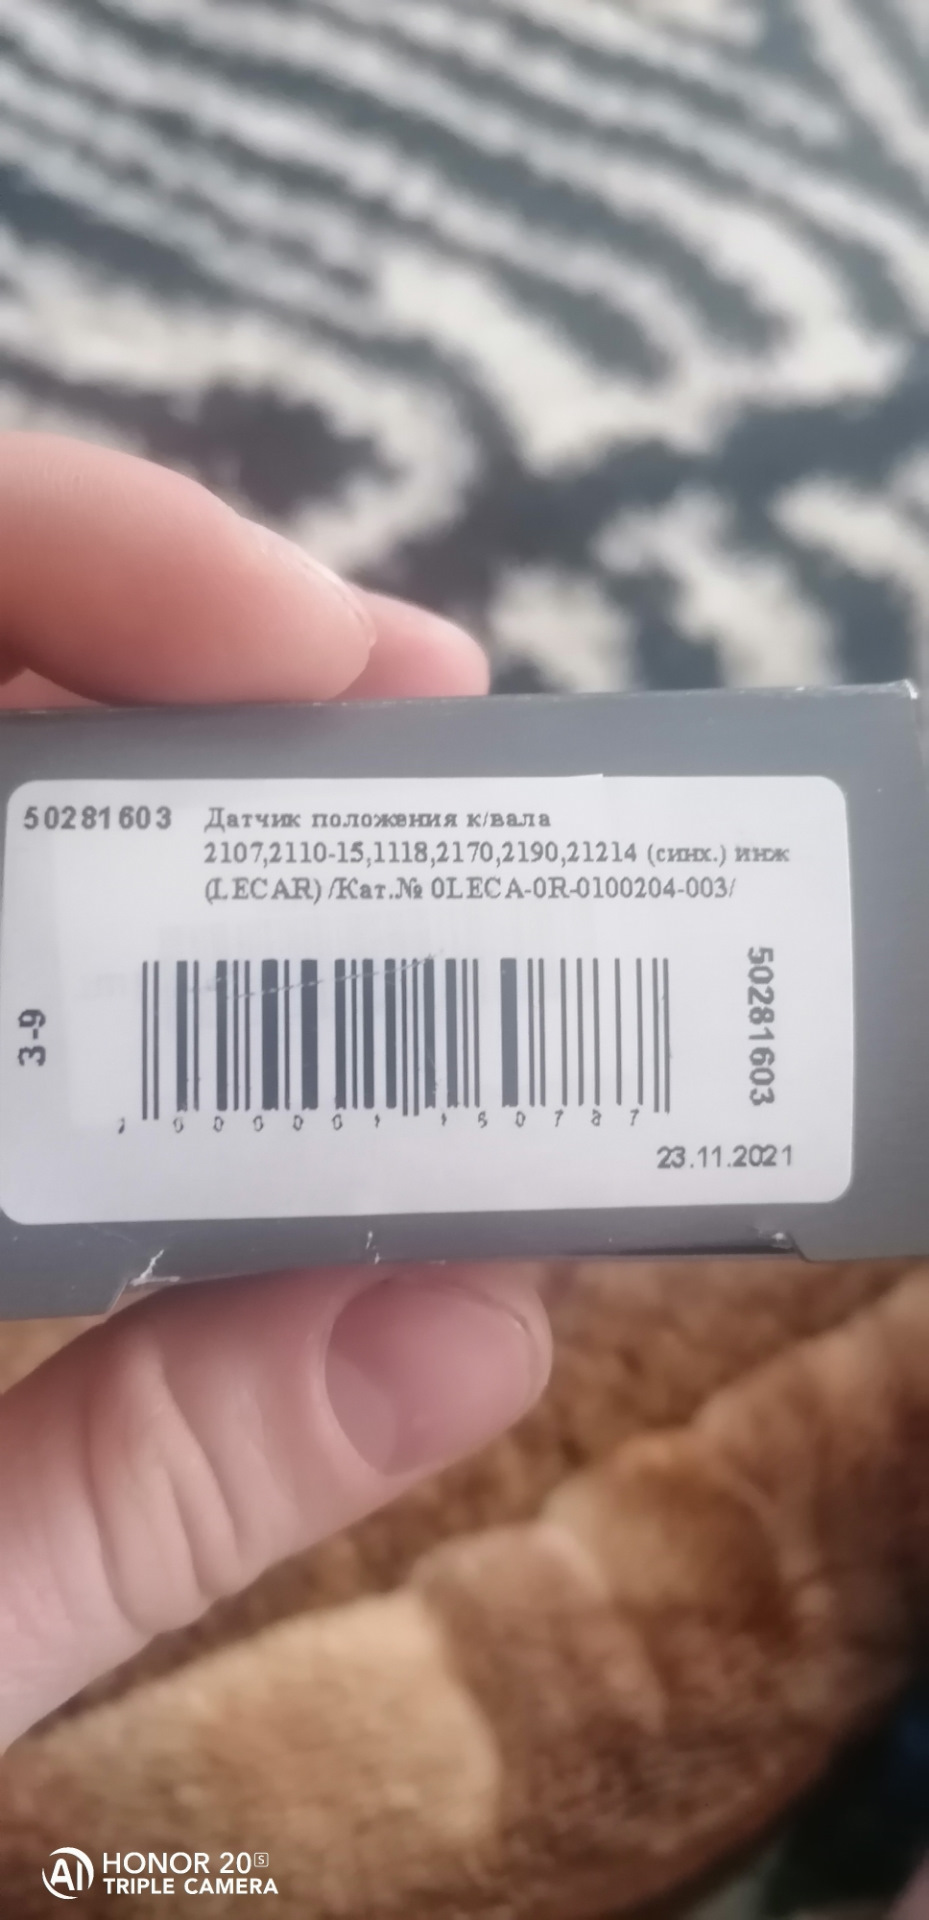 50281603 Датчик положения к/вала
2107,2110-15,1118,2170,2190,21214 (синх.) инж
(LECAR) /Кат.№ 0LECA-0R-0100204-003/
3-9
50281603
23.11.2021
HONOR 20S
TRIPLE CAMERA